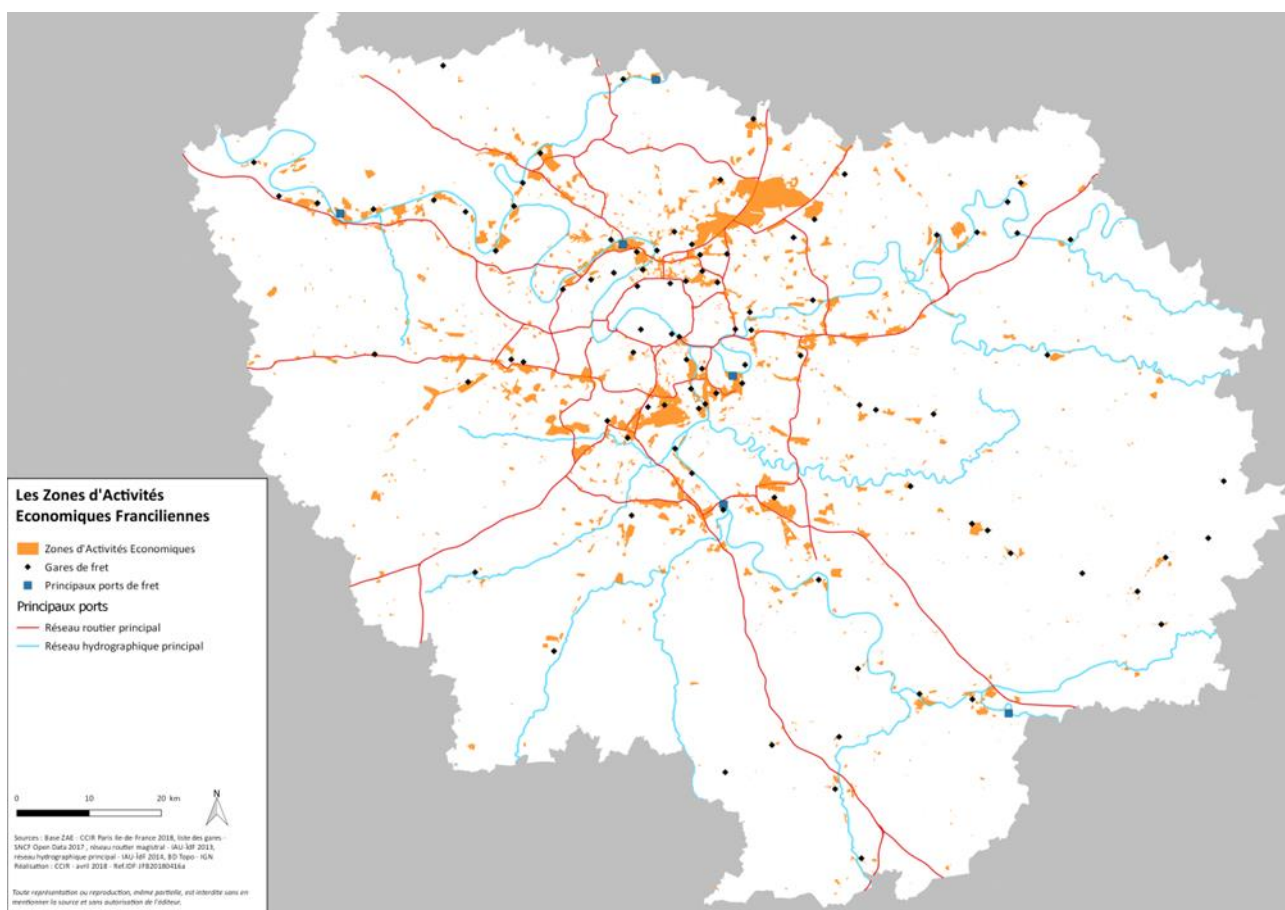 Les Zones d'Activités
Economiques Franciliennes
Zones d'Activités Economiques
Gares de fret
Principaux ports de fret
Principaux ports
Réseau routier principal
Réseau hydrographique principal
0 10 20 km
N
Sources : Base ZAE - CCIR Paris Ile de France 2018, liste des gares -
SNCF Open Data 2017 , réseau routier magistral - IAU-îdF 2013,
réseau hydrographique principal - IAU-îdF 2014, BD Topo - IGN
Réalisation : CCIR - avril 2018 - Ref.IDF-JFB20180416a
Toute représentation ou reproduction, même partielle, est interdite sans en
mentionner la source et sans autorisation de l'éditeur.